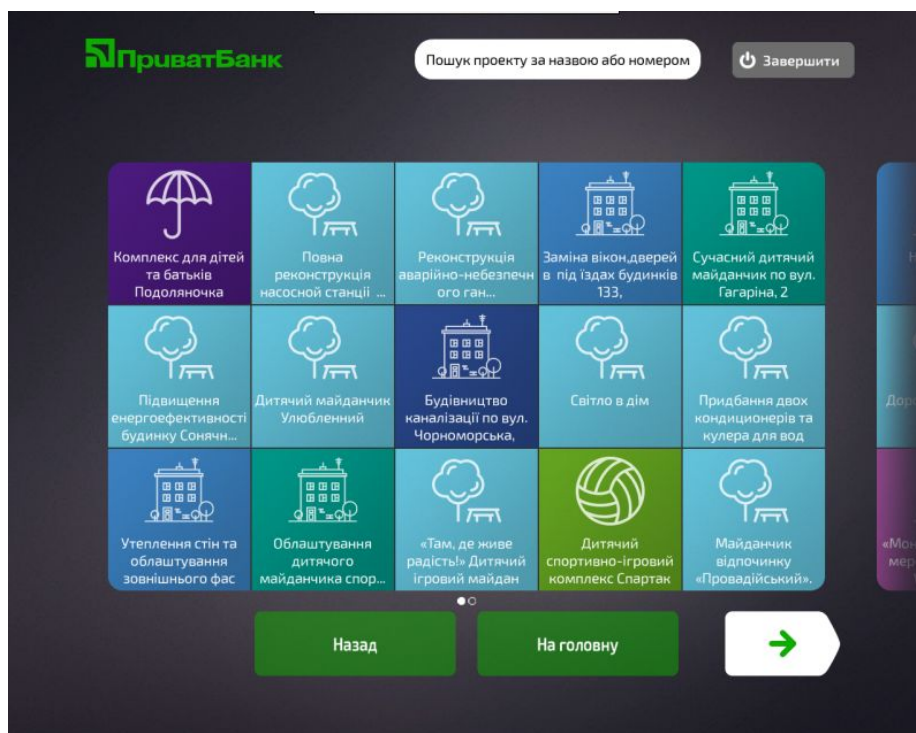 ПриватБанк
Пошук проекту за назвою або номером
Завершити
Комплекс для дітей
та батьків
Подоляночка
Повна
реконструкція
насосной станції ...
Реконструкція
аварійно-небезпечн
ого ган...
Заміна вікон,дверей
в під їздах будинків
133,
Сучасний дитячий
майданчик по вул.
Гагаріна, 2
Підвищення
енергоефективності
будинку Сонячн...
Дитячий майданчик
Улюбленний
Будівництво
каналізації по вул.
Чорноморська,
Світло в дім
Придбання двох
кондиционерів та
кулера для вод
Утеплення стін та
облаштування
зовнішнього фас
Облаштування
дитячого
майданчика спор...
«Там, де живе
радість!» Дитячий
ігровий майдан
Дитячий
спортивно-ігровий
комплекс Спартак
Майданчик
відпочинку
«Провадійський».
Назад
На головну